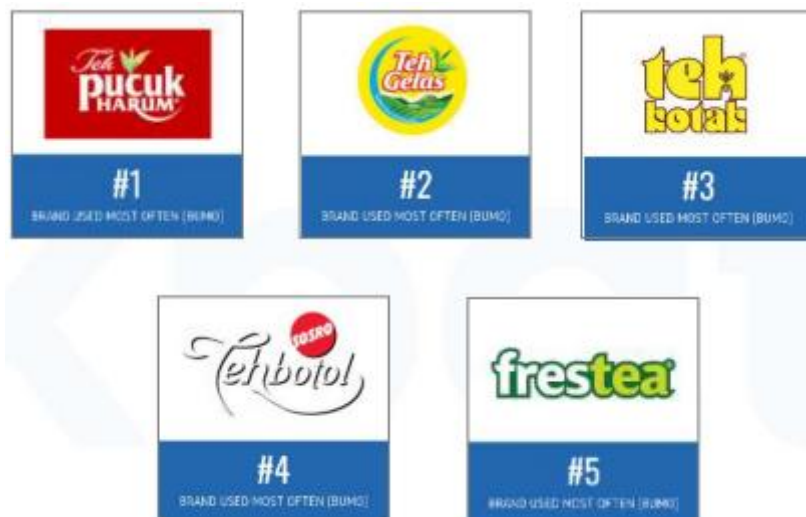 Teh
pucuk
HARUM
#1
BRAND USED MOST OFTEN (BUMO)
Teh
Gelas
#2
BRAND USED MOST OFTEN (BUMO)
teh
kotak
#3
BRAND USED MOST OFTEN (BUMO)
SOSRO
Tehbotol
#4
BRAND USED MOST OFTEN (BUMO)
frestea
#5
BRAND USED MOST OFTEN (BUMO)